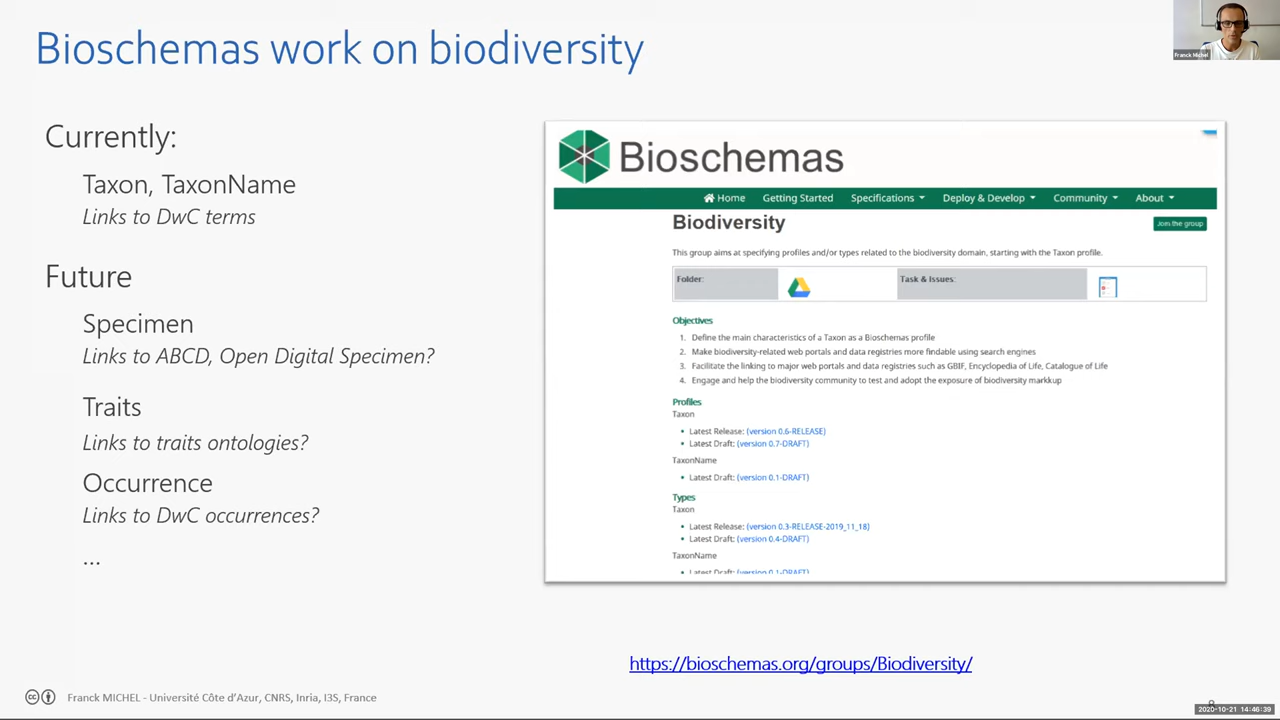 Bioschemas work on biodiversity
Franck Michel
Currently:
Taxon, TaxonName
Links to DwC terms
Future
Specimen
Links to ABCD, Open Digital Specimen?
Traits
Links to traits ontologies?
Occurrence
Links to DwC occurrences?
...
Bioschemas
Home Getting Started Specifications Deploy & Develop Community About
Biodiversity
Join the group
This group aims at specifying profiles and/or types related to the biodiversity domain, starting with the Taxon profile.
Folder: Task & Issues:
Objectives
1. Define the main characteristics of a Taxon as a Bioschemas profile
2. Make biodiversity-related web portals and data registries more findable using search engines
3. Facilitate the linking to major web portals and data registries such as GBIF, Encyclopedia of Life, Catalogue of Life
4. Engage and help the biodiversity community to test and adopt the exposure of biodiversity markkup
Profiles
Taxon
• Latest Release: (version 0.6-RELEASE)
• Latest Draft: (version 0.7-DRAFT)
TaxonName
• Latest Draft: (version 0.1-DRAFT)
Types
Taxon
• Latest Release: (version 0.3-RELEASE-2019_11_18)
• Latest Draft: (version 0.4-DRAFT)
TaxonName
• Latest Draft: (version 0.1-DRAFT)
https://bioschemas.org/groups/Biodiversity/
Franck MICHEL - Université Côte d'Azur, CNRS, Inria, I3S, France
2020-10-21 14:46:39